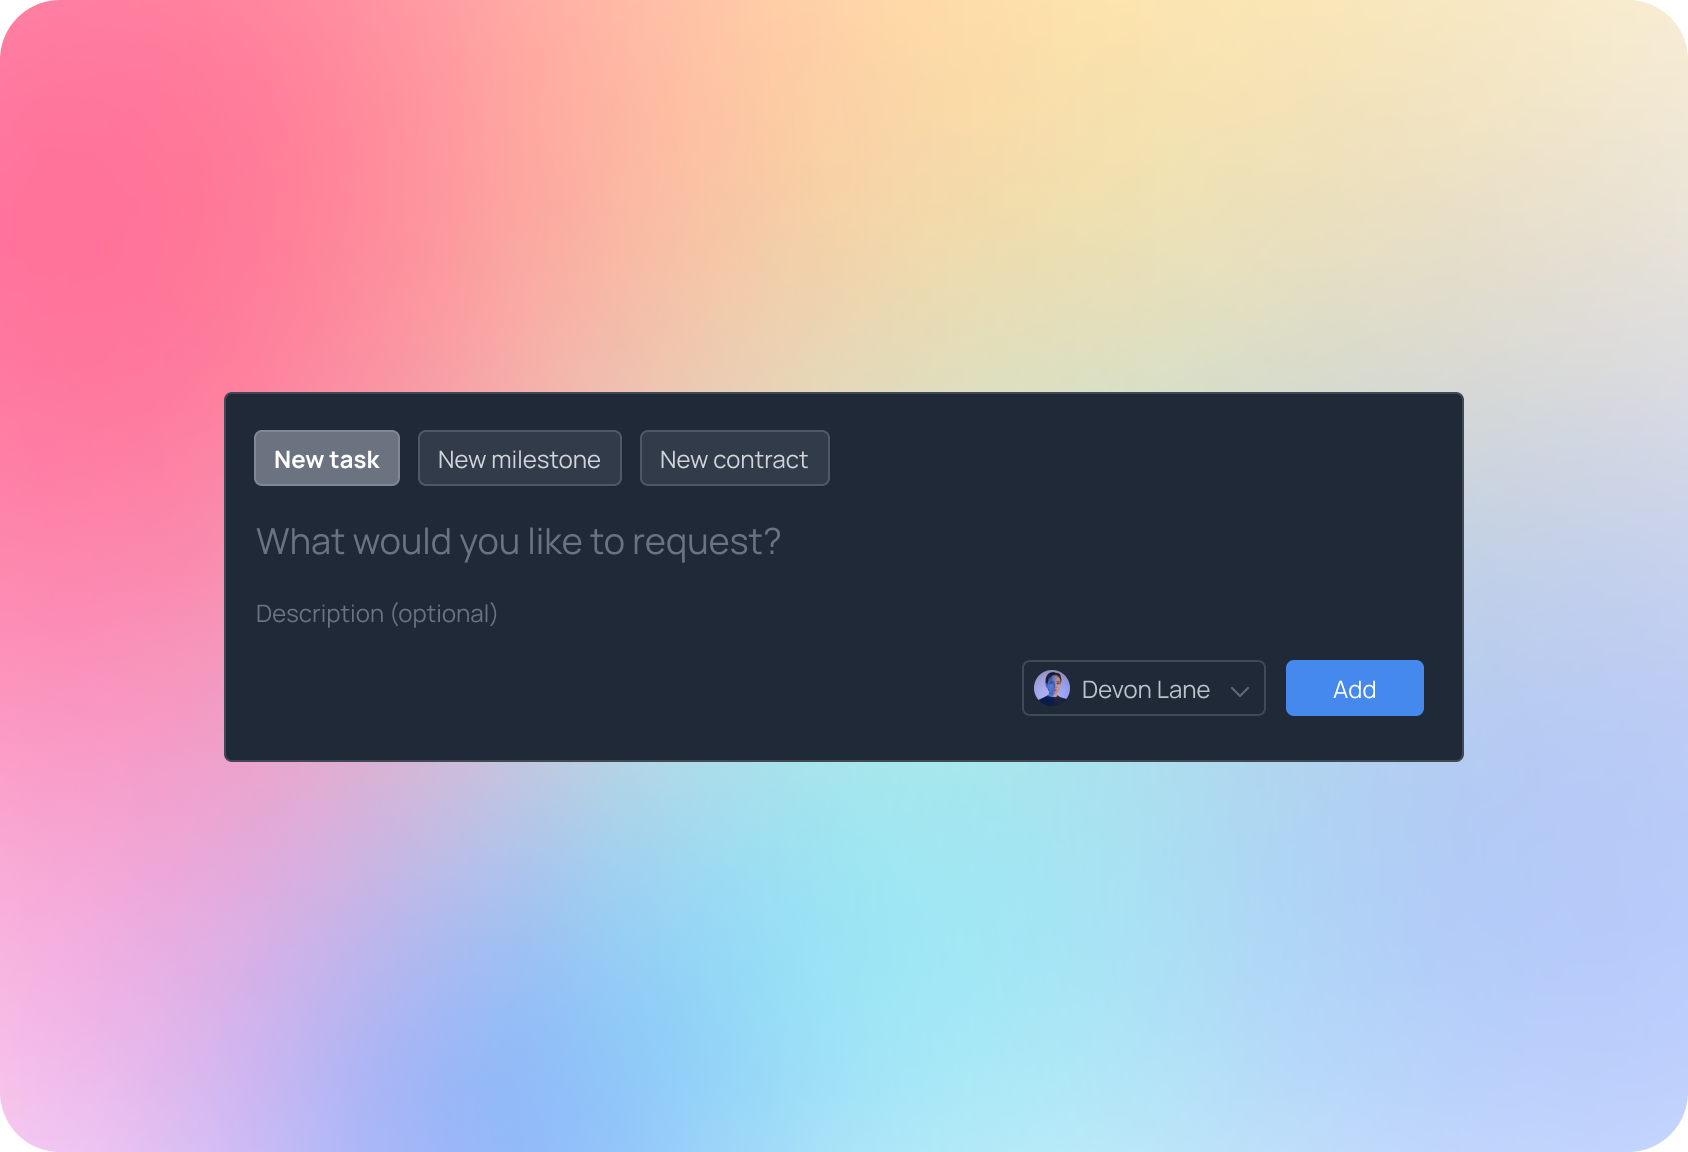 New task New milestone New contract
What would you like to request?
Description (optional)
Devon Lane Add